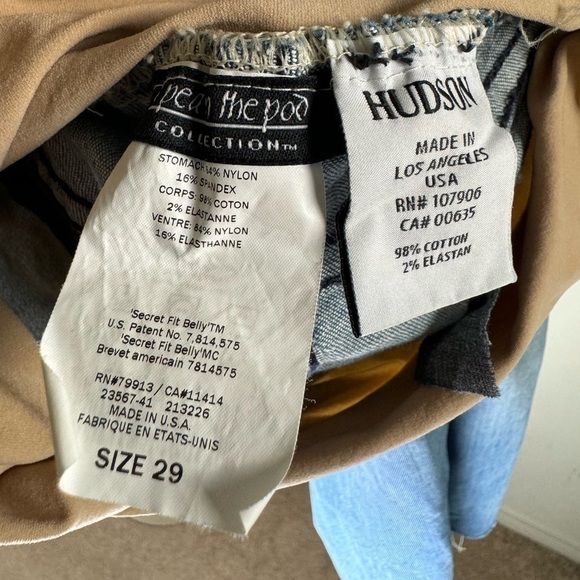 pea in the pod
COLLECTION™
STOMACH 84% NYLON
16% SPANDEX
CORPS: 98% COTON
2% ELASTANNE
VENTRE: 84% NYLON
16% ELASTHANNE
'Secret Fit Belly'TM
U.S. Patent No. 7,814,575
'Secret Fit Belly'MC
Brevet americain 7814575
RN#79913 / CA#11414
23567-41 213226
MADE IN U.S.A.
FABRIQUE EN ETATS-UNIS
SIZE 29
HUDSON
MADE IN
LOS ANGELES
USA
RN# 107906
CA# 00635
98% COTTON
2% ELASTAN